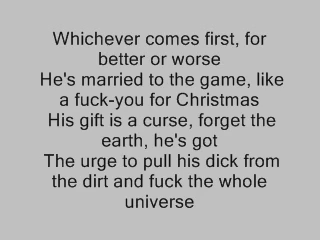 Whichever comes first, for
better or worse
He's married to the game, like
a fuck-you for Christmas
His gift is a curse, forget the
earth, he's got
The urge to pull his dick from
the dirt and fuck the whole
universe